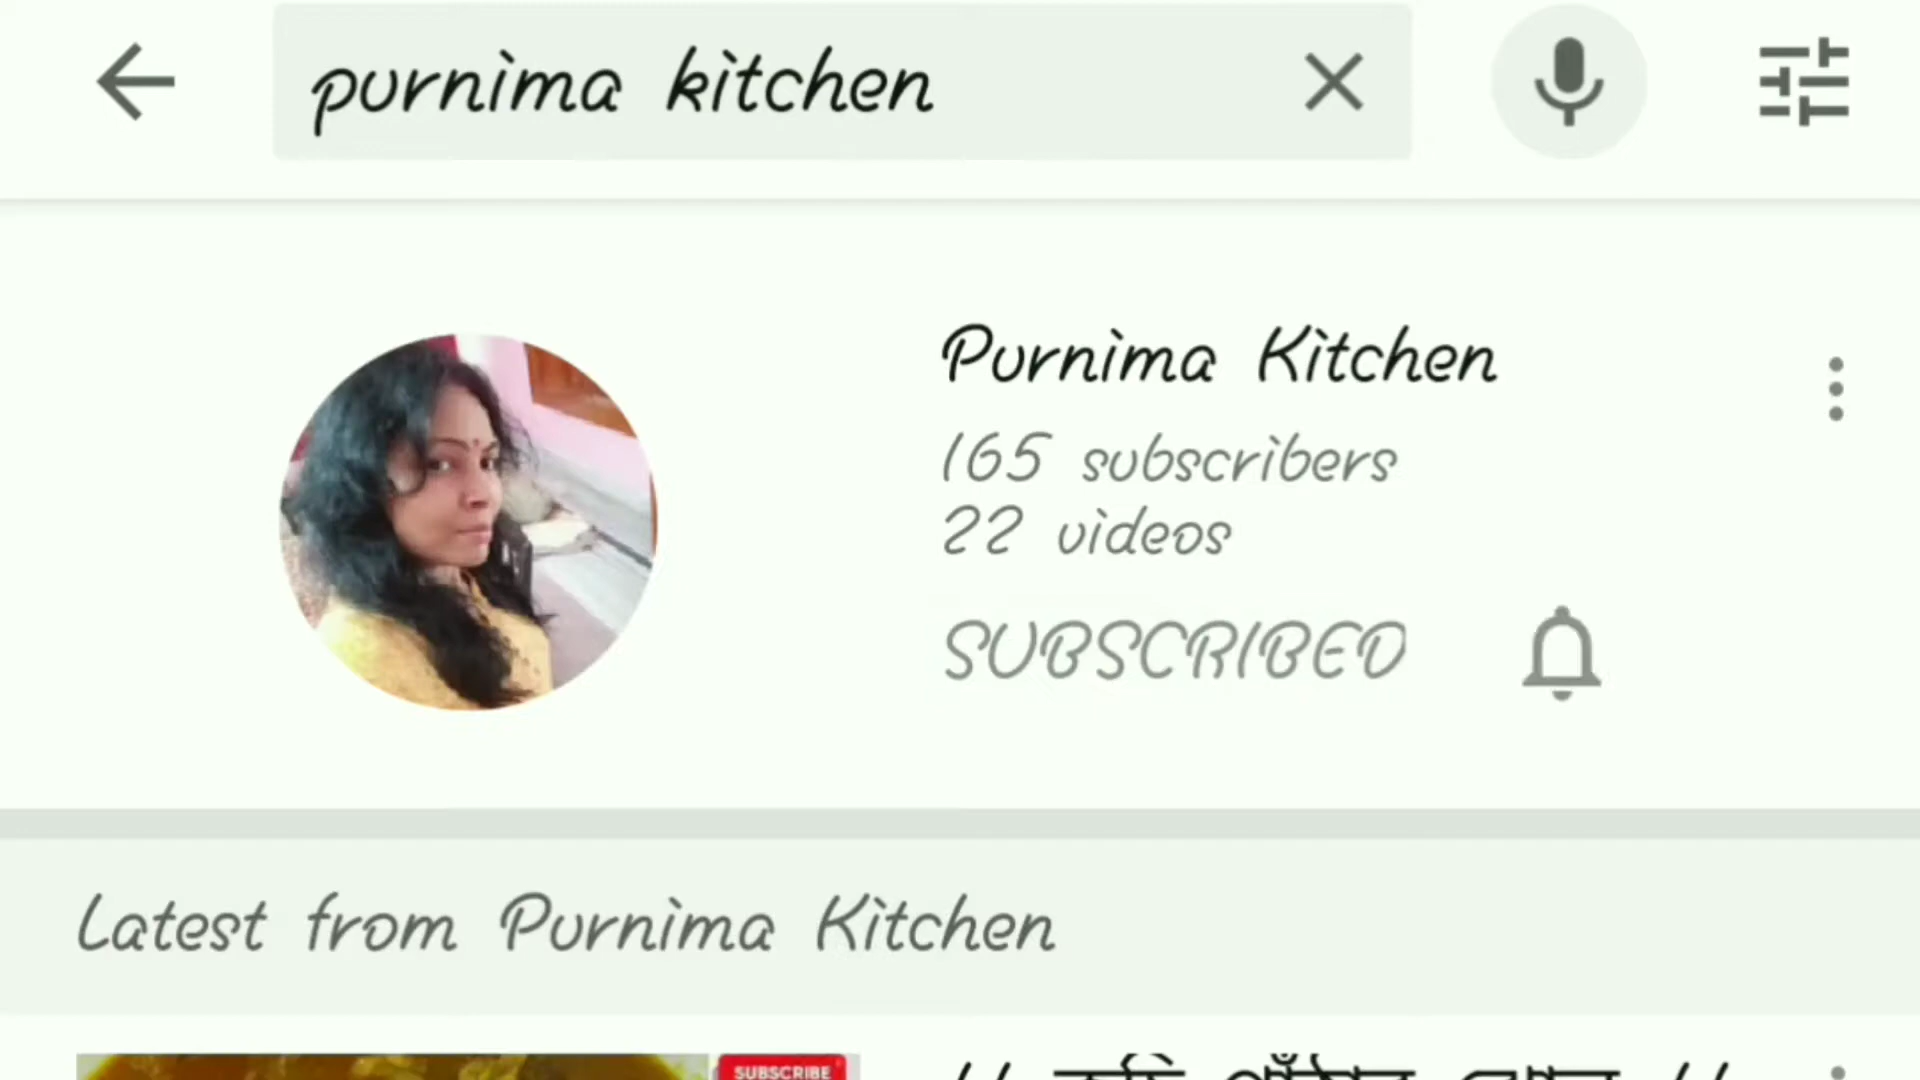 purnima kitchen
Purnima Kitchen
165 subscribers
22 videos
SUBSCRIBED
Latest from Purnima Kitchen
SUBSCRIBE